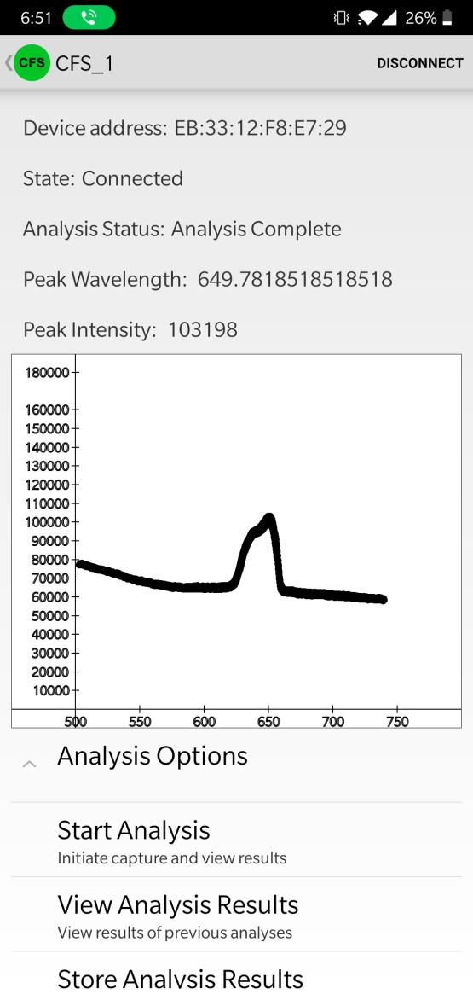 6:51
26%
CFS CFS_1 DISCONNECT
Device address: EB:33:12:F8:E7:29
State: Connected
Analysis Status: Analysis Complete
Peak Wavelength: 649.7818518518518
Peak Intensity: 103198
180000
160000
150000
140000
130000
120000
110000
100000
90000
80000
70000
60000
50000
40000
30000
20000
10000
500 550 600 650 700 750
Analysis Options
Start Analysis
Initiate capture and view results
View Analysis Results
View results of previous analyses
Store Analysis Results